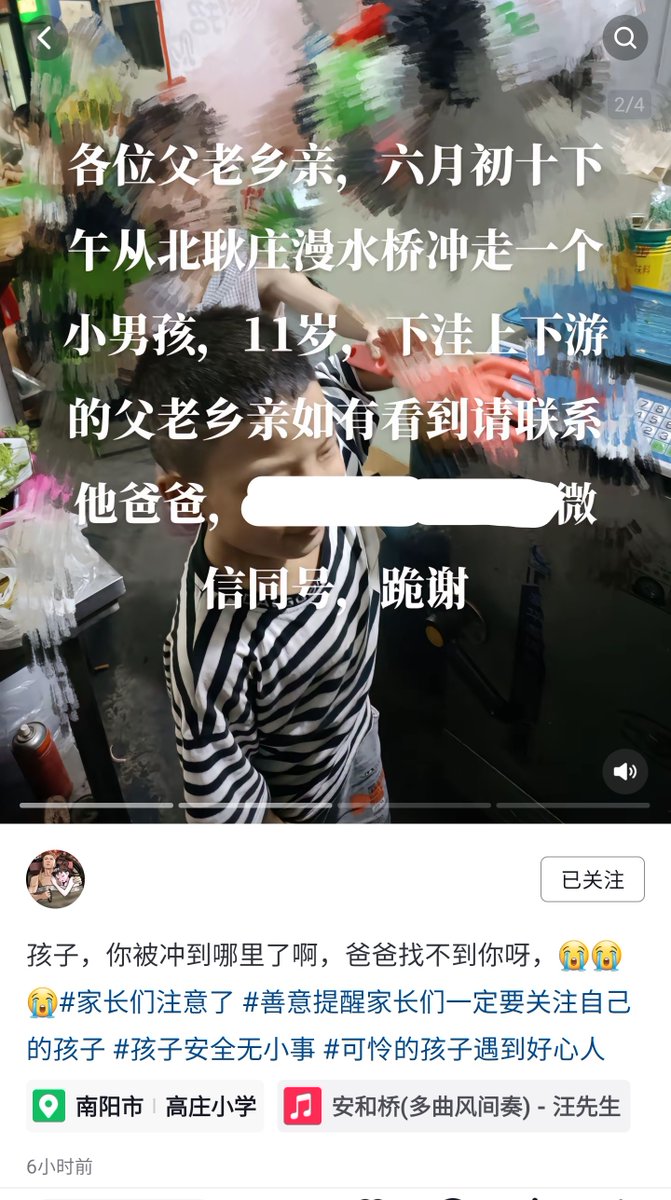 2/4
各位父老乡亲，六月初十下
午从北耿庄漫水桥冲走一个
小男孩，11岁，下洼上下游
的父老乡亲如有看到请联系
他爸爸，微
信同号，跪谢
已关注
孩子，你被冲到哪里了啊，爸爸找不到你呀，😭😭
😭#家长们注意了 #善意提醒家长们一定要关注自己
的孩子 #孩子安全无小事 #可怜的孩子遇到好心人
南阳市 | 高庄小学 安和桥(多曲风间奏) - 汪先生
6小时前